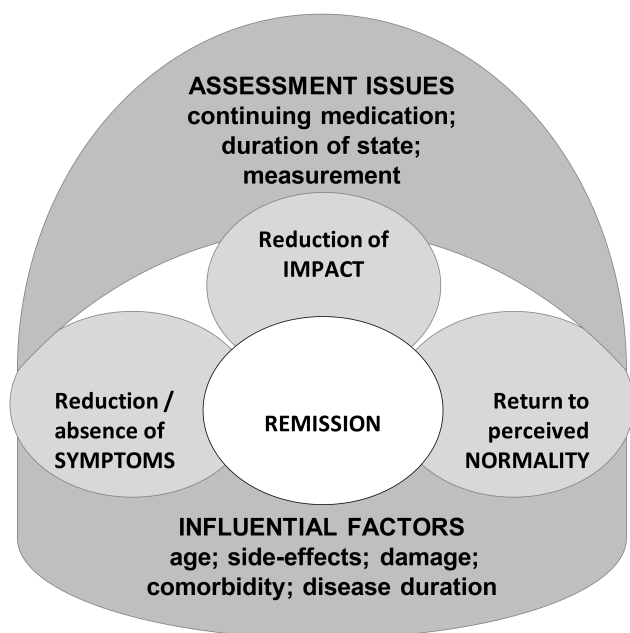 ASSESSMENT ISSUES
continuing medication;
duration of state;
measurement
Reduction of
IMPACT
Reduction /
absence of
SYMPTOMS
REMISSION
Return to
perceived
NORMALITY
INFLUENTIAL FACTORS
age; side-effects; damage;
comorbidity; disease duration